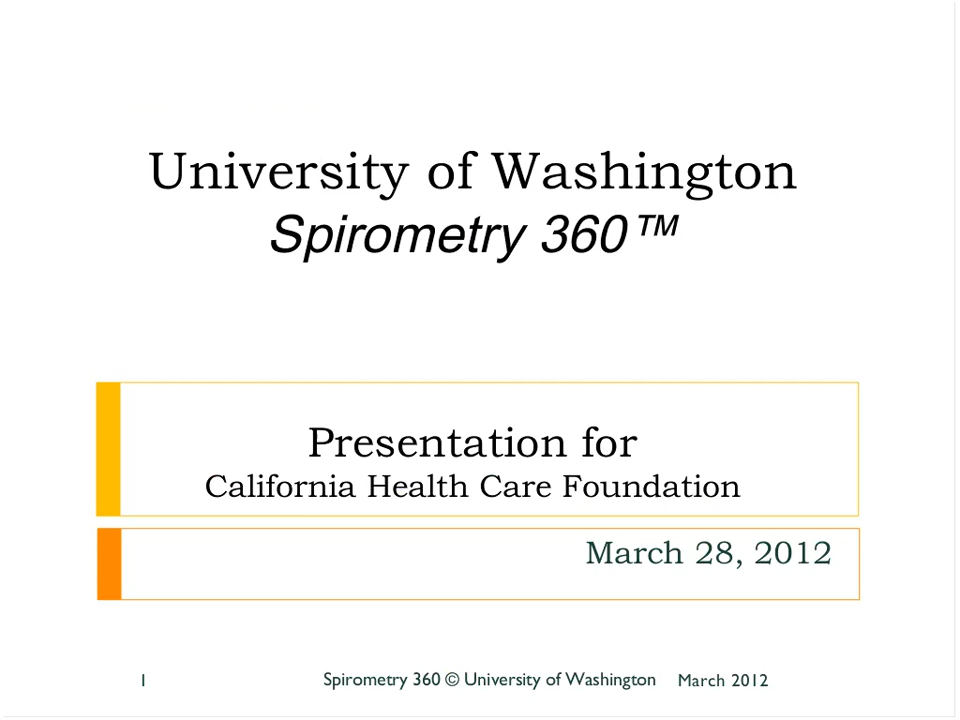 University of Washington
Spirometry 360™
Presentation for
California Health Care Foundation
March 28, 2012
1 Spirometry 360 © University of Washington March 2012